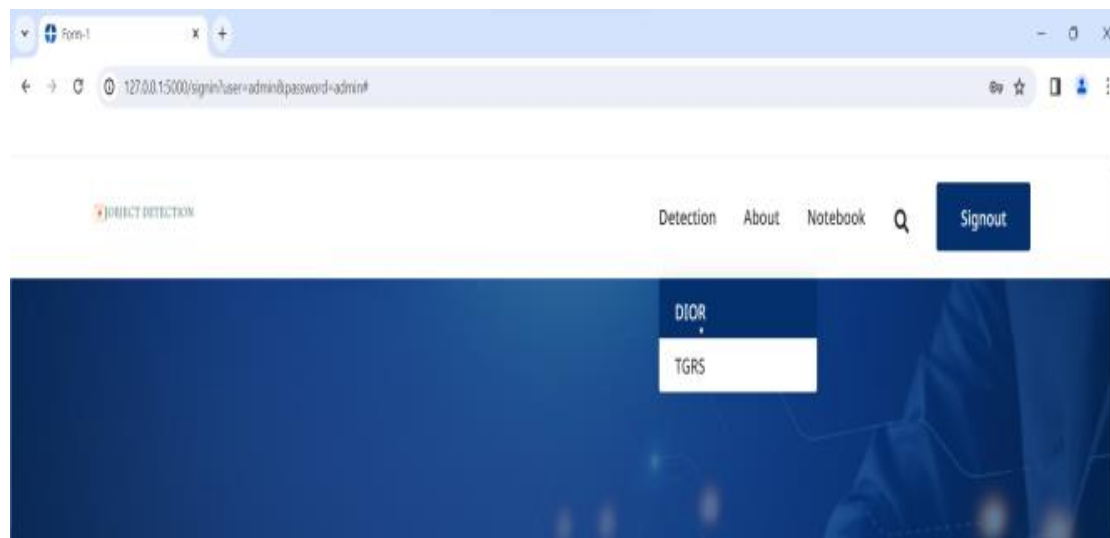 Form-1
127.0.0.1:5000/signin?user=admin&password=admin#
OBJECT DETECTION
Detection About Notebook Signout
DIOR
TGRS